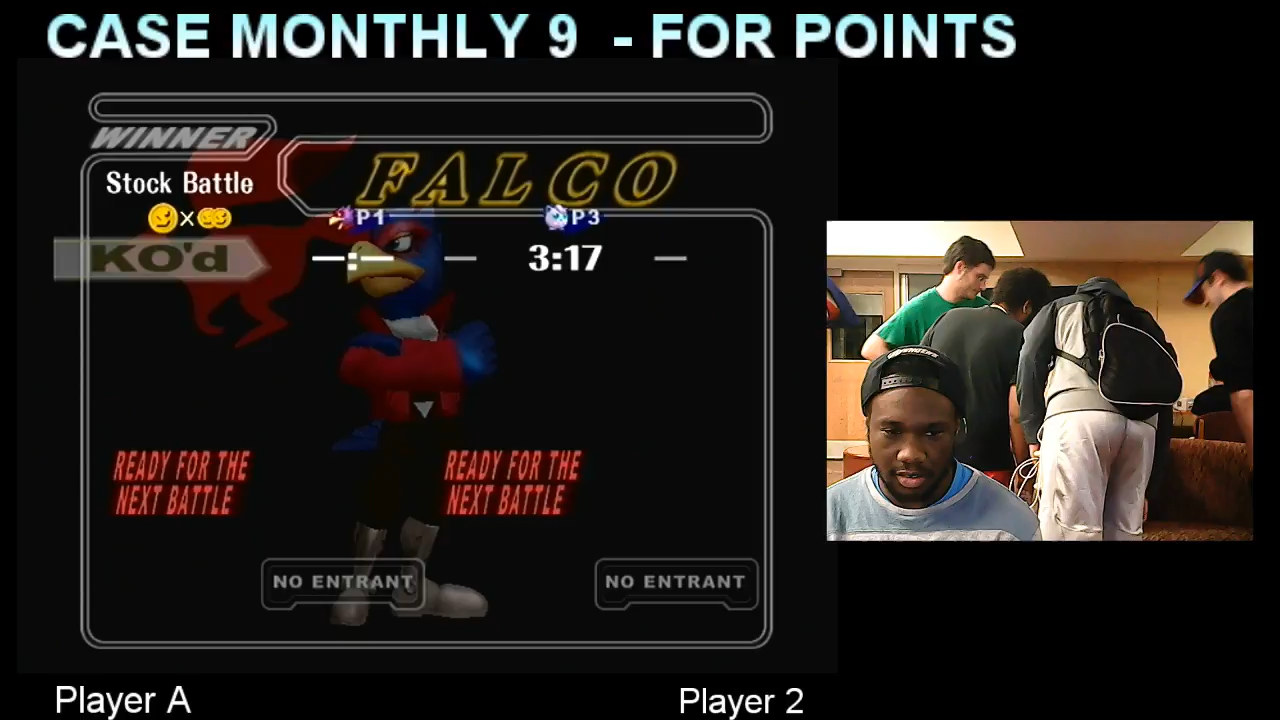 CASE MONTHLY 9 - FOR POINTS
WINNER
FALCO
Stock Battle
P1
P3
KO'd
—:— — 3:17 —
READY FOR THE
NEXT BATTLE
READY FOR THE
NEXT BATTLE
NO ENTRANT
NO ENTRANT
Player A
Player 2